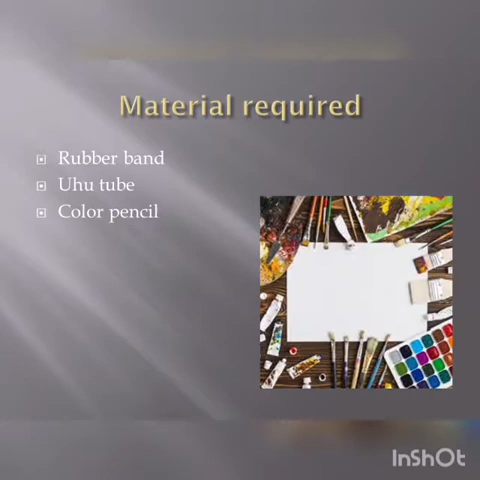 Material required
Rubber band
Uhu tube
Color pencil
InShOt